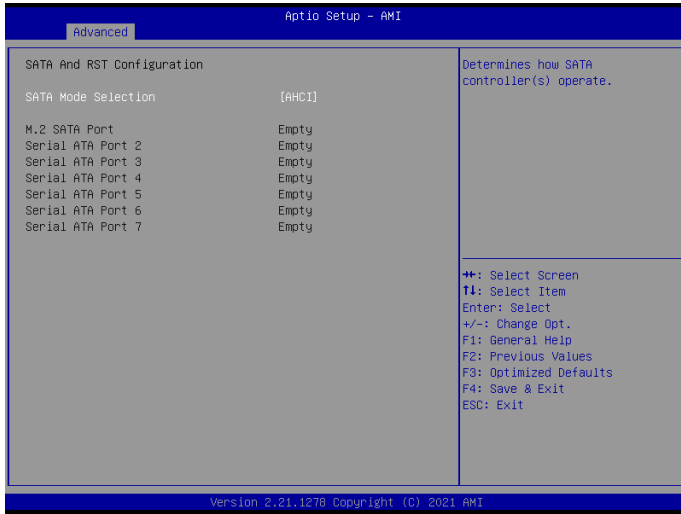 Aptio Setup - AMI
Advanced
SATA And RST Configuration
SATA Mode Selection [AHCI]
M.2 SATA Port Empty
Serial ATA Port 2 Empty
Serial ATA Port 3 Empty
Serial ATA Port 4 Empty
Serial ATA Port 5 Empty
Serial ATA Port 6 Empty
Serial ATA Port 7 Empty
Determines how SATA
controller(s) operate.
→←: Select Screen
↑↓: Select Item
Enter: Select
+/-: Change Opt.
F1: General Help
F2: Previous Values
F3: Optimized Defaults
F4: Save & Exit
ESC: Exit
Version 2.21.1278 Copyright (C) 2021 AMI